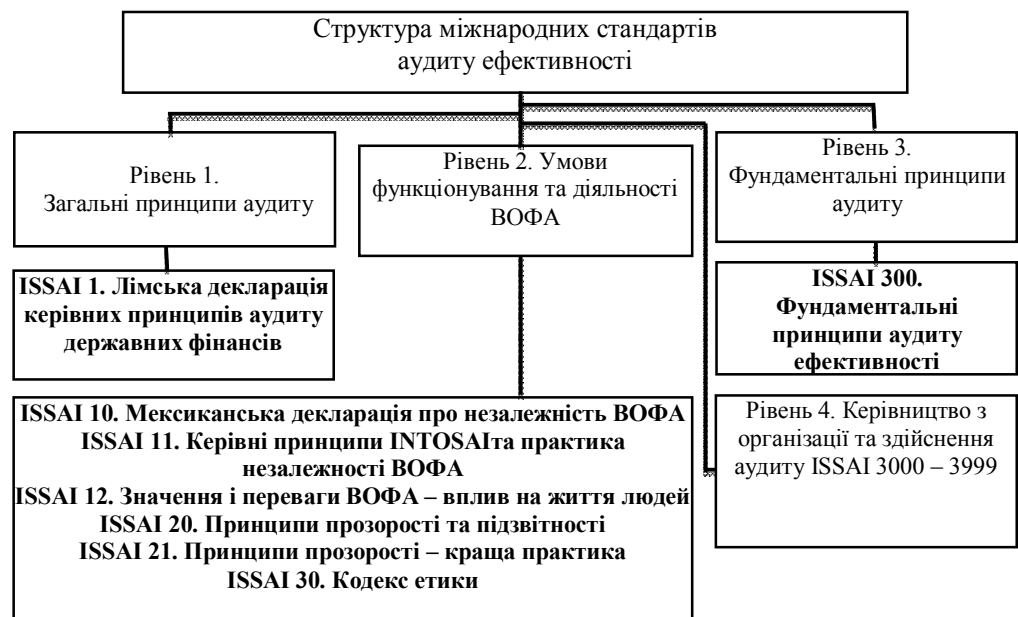 Структура міжнародних стандартів
аудиту ефективності
Рівень 1.
Загальні принципи аудиту
Рівень 2. Умови
функціонування та діяльності
ВОФА
Рівень 3.
Фундаментальні принципи
аудиту
ISSAI 1. Лімська декларація
керівних принципів аудиту
державних фінансів
ISSAI 300.
Фундаментальні
принципи аудиту
ефективності
ISSAI 10. Мексиканська декларація про незалежність ВОФА
ISSAI 11. Керівні принципи INTOSAIта практика
незалежності ВОФА
ISSAI 12. Значення і переваги ВОФА – вплив на життя людей
ISSAI 20. Принципи прозорості та підзвітності
ISSAI 21. Принципи прозорості – краща практика
ISSAI 30. Кодекс етики
Рівень 4. Керівництво з
організації та здійснення
аудиту ISSAI 3000 – 3999